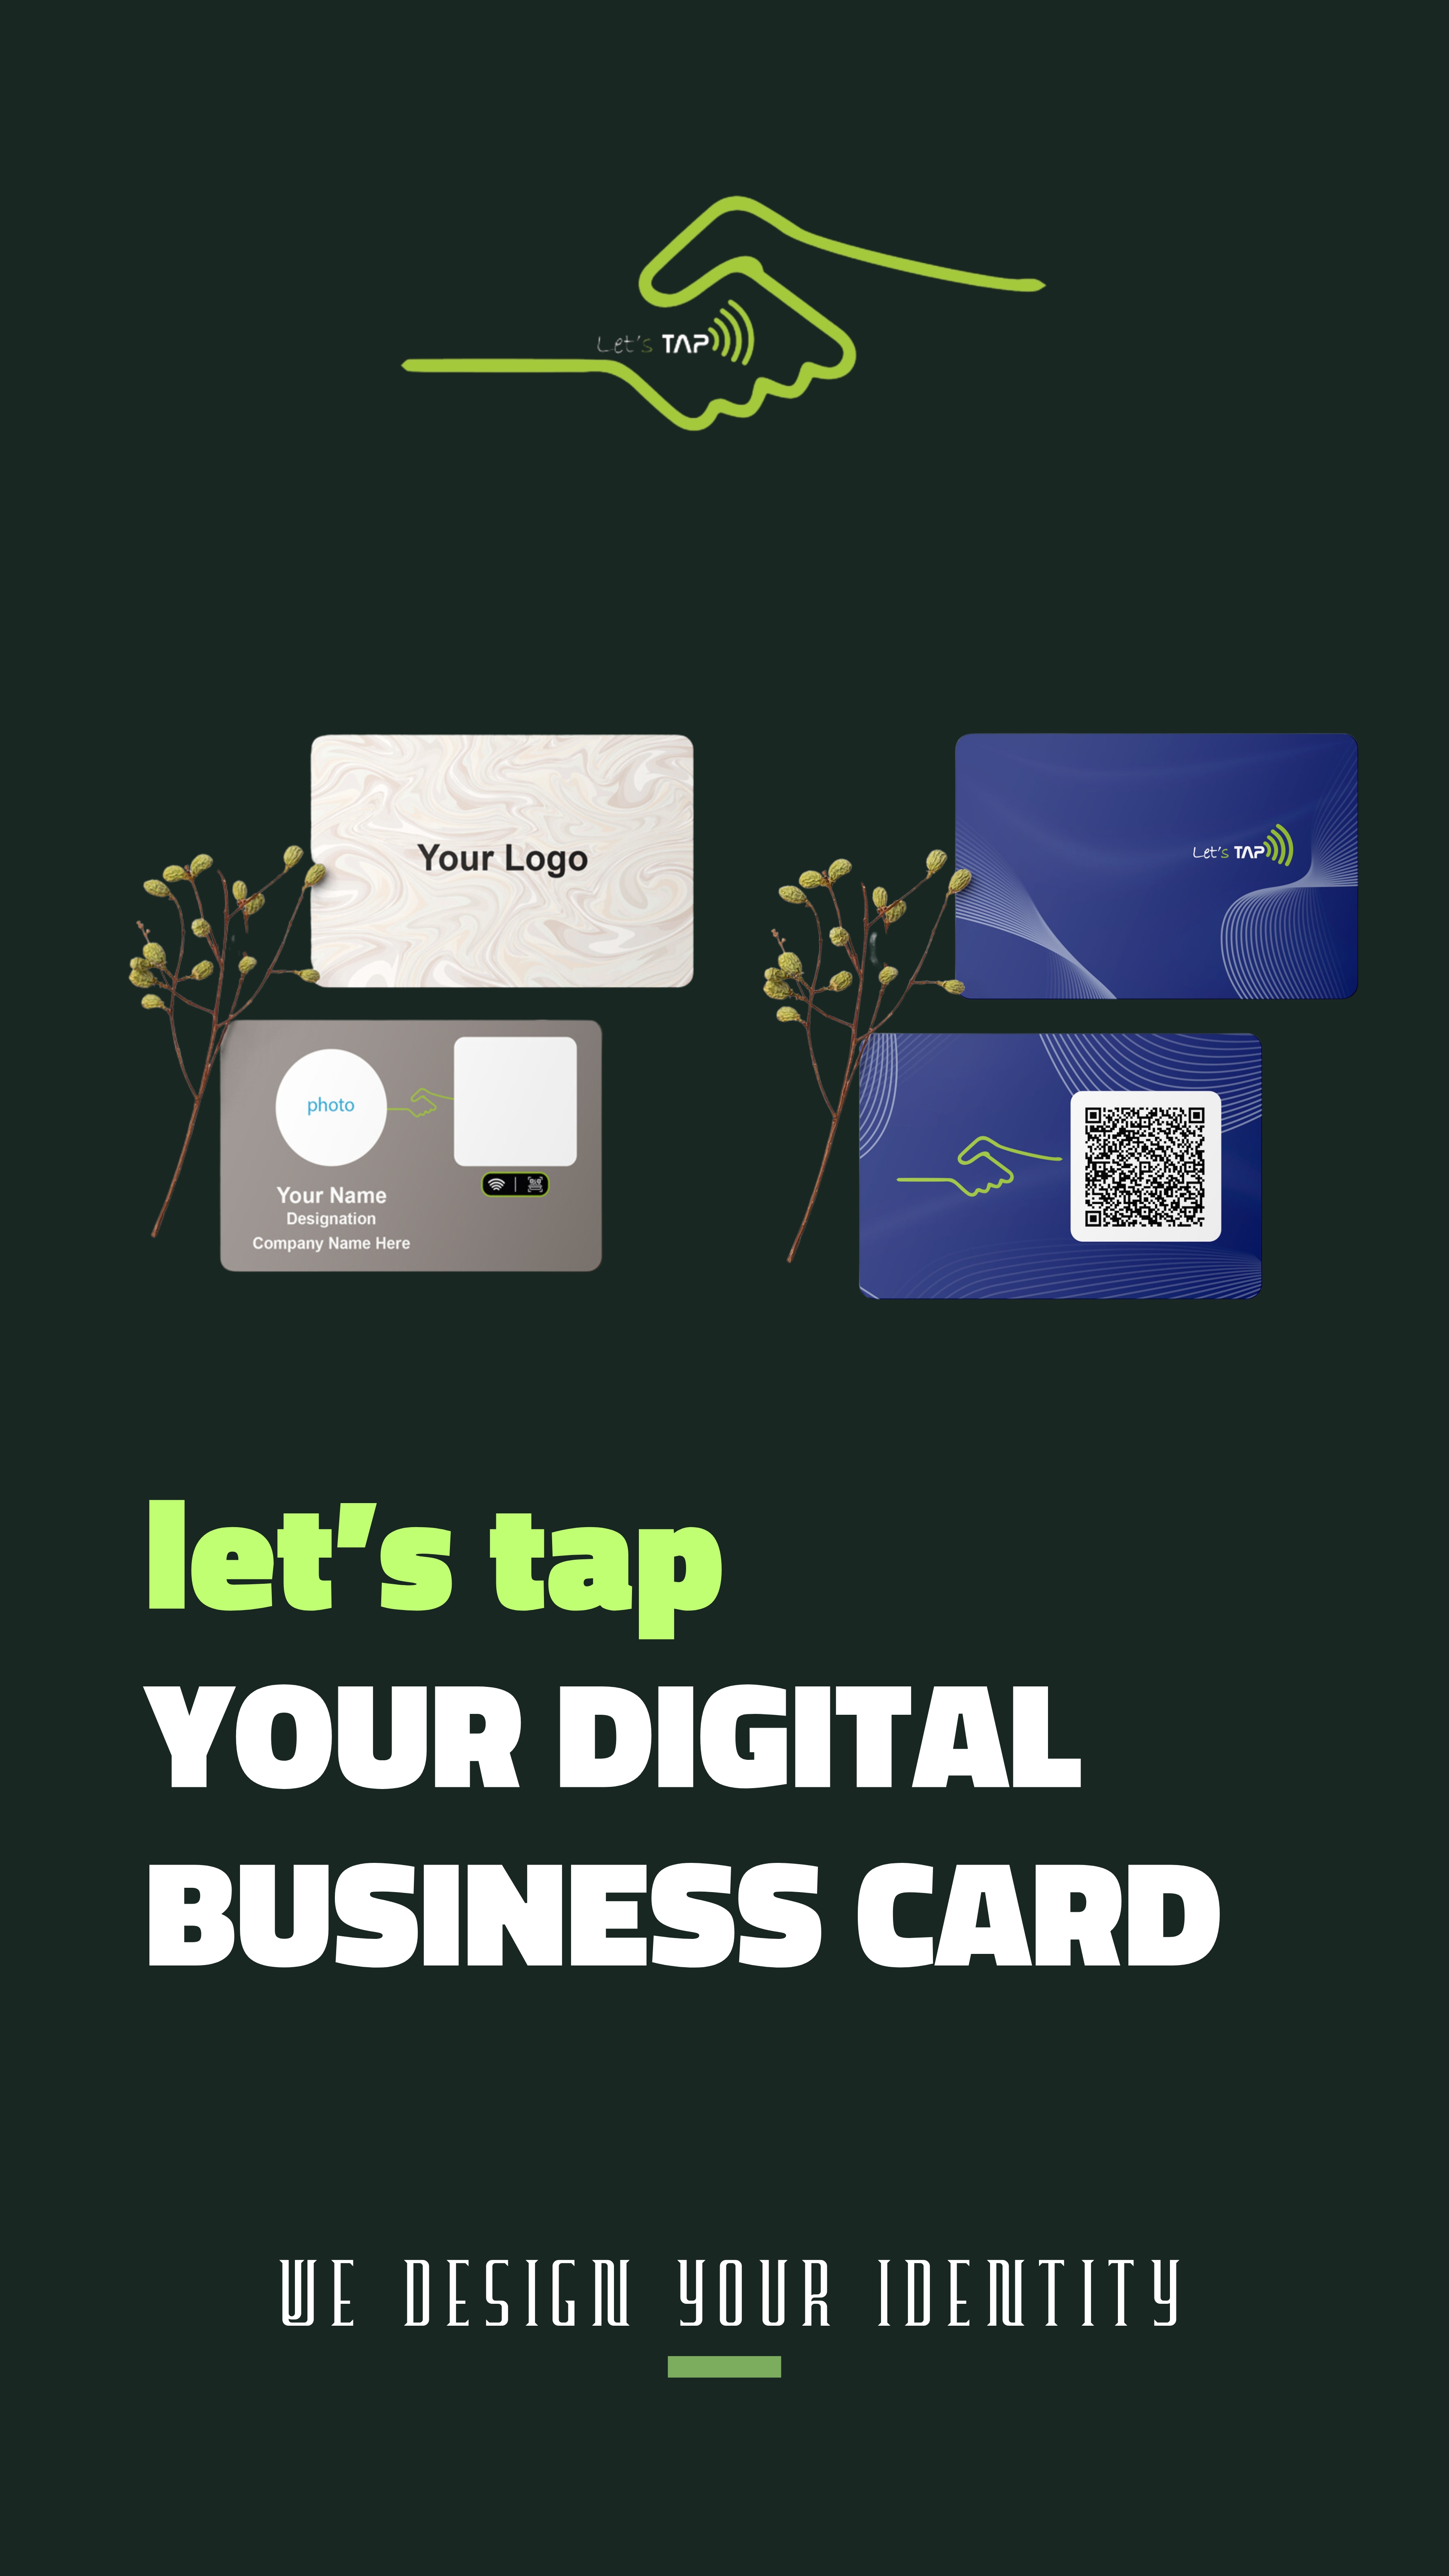 Let's TAP
Your Logo
Let's TAP
photo
Your Name
Designation
Company Name Here
let's tap
YOUR DIGITAL
BUSINESS CARD
WE DESIGN YOUR IDENTITY